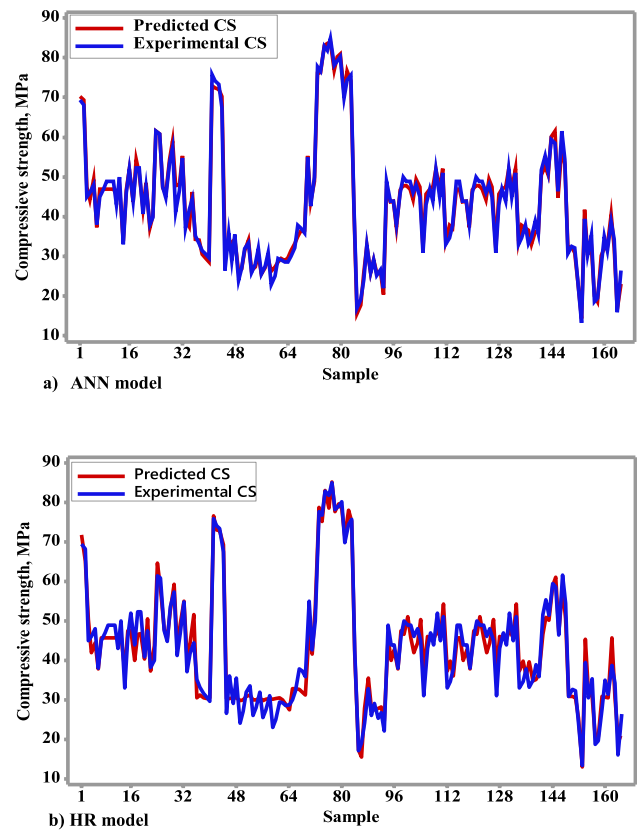 90
80
70
60
50
40
30
20
10
Compressive strength, MPa
Predicted CS
Experimental CS
1 16 32 48 64 80 96 112 128 144 160
Sample
a) ANN model
90
80
70
60
50
40
30
20
10
Compressive strength, MPa
Predicted CS
Experimental CS
1 16 32 48 64 80 96 112 128 144 160
Sample
b) HR model